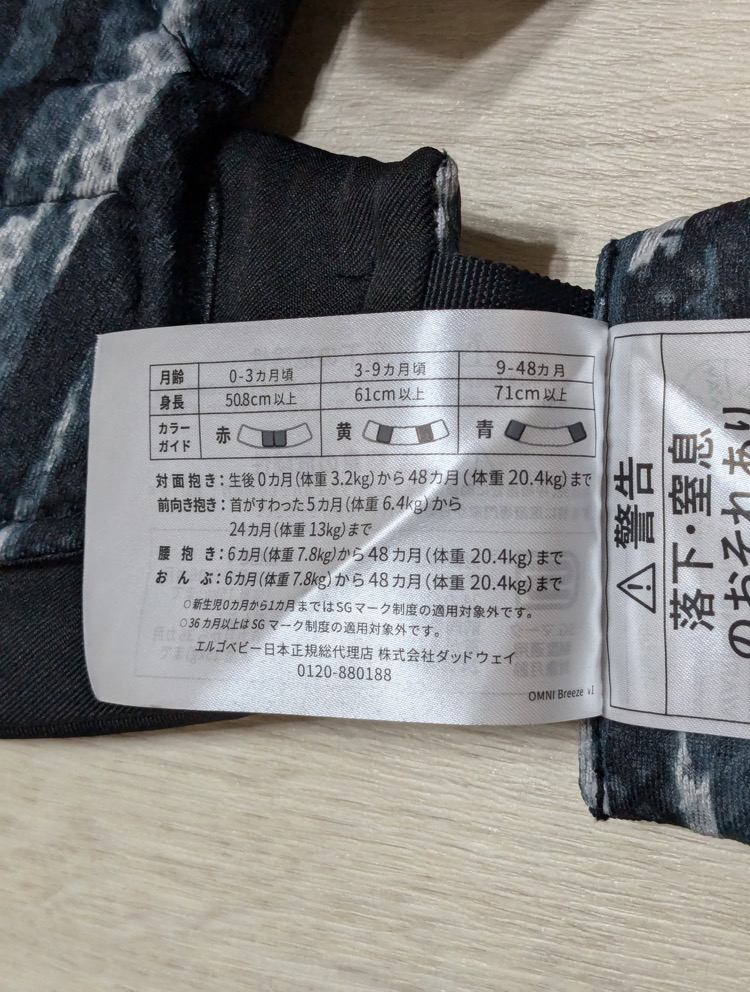 月齢 0-3カ月頃 3-9カ月頃 9-48カ月
身長 50.8cm以上 61cm以上 71cm以上
カラーガイド 赤 黄 青
対面抱き：生後0カ月(体重3.2kg)から48カ月(体重20.4kg)まで
前向き抱き：首がすわった5カ月(体重6.4kg)から
24カ月(体重13kg)まで
腰抱き：6カ月(体重7.8kg)から48カ月(体重20.4kg)まで
おんぶ：6カ月(体重7.8kg)から48カ月(体重20.4kg)まで
○新生児0カ月から1カ月まではSGマーク制度の適用対象外です。
○36カ月以上はSGマーク制度の適用対象外です。
エルゴベビー日本正規総代理店 株式会社ダッドウェイ
0120-880188
OMNI Breeze v1
警告
落下・窒息
のおそれあり